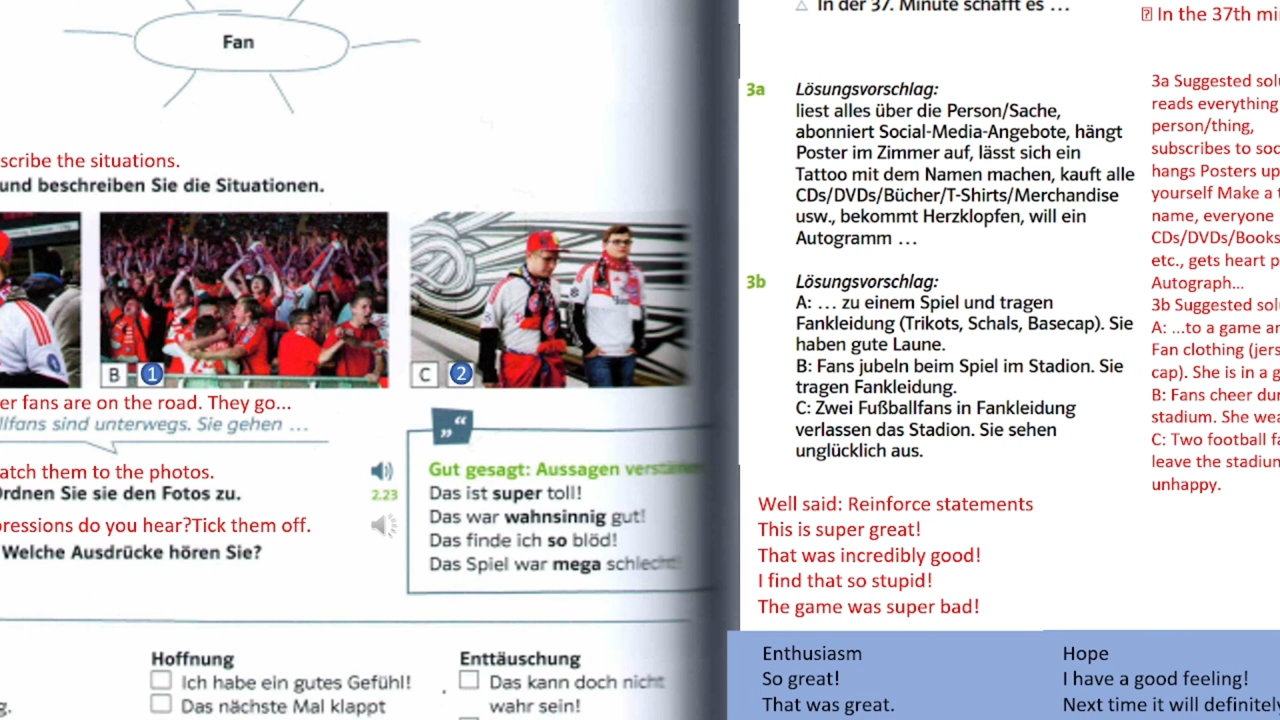 Fan
scribe the situations.
und beschreiben Sie die Situationen.
B 1
C 2
er fans are on the road. They go...
llfans sind unterwegs. Sie gehen ...
atch them to the photos.
Ordnen Sie sie den Fotos zu.
2.23
pressions do you hear?Tick them off.
Welche Ausdrücke hören Sie?
„“
Gut gesagt: Aussagen verstärken
Das ist super toll!
Das war wahnsinnig gut!
Das finde ich so blöd!
Das Spiel war mega schlecht!
Hoffnung
Ich habe ein gutes Gefühl!
Das nächste Mal klappt
g.
Enttäuschung
Das kann doch nicht
wahr sein!
△ In der 37. Minute schafft es …
3a Lösungsvorschlag:
liest alles über die Person/Sache,
abonniert Social-Media-Angebote, hängt
Poster im Zimmer auf, lässt sich ein
Tattoo mit dem Namen machen, kauft alle
CDs/DVDs/Bücher/T-Shirts/Merchandise
usw., bekommt Herzklopfen, will ein
Autogramm …
3b Lösungsvorschlag:
A: … zu einem Spiel und tragen
Fankleidung (Trikots, Schals, Basecap). Sie
haben gute Laune.
B: Fans jubeln beim Spiel im Stadion. Sie
tragen Fankleidung.
C: Zwei Fußballfans in Fankleidung
verlassen das Stadion. Sie sehen
unglücklich aus.
Well said: Reinforce statements
This is super great!
That was incredibly good!
I find that so stupid!
The game was super bad!
In the 37th mi
3a Suggested solu
reads everything
person/thing,
subscribes to soc
hangs Posters up
yourself Make a t
name, everyone
CDs/DVDs/Books
etc., gets heart p
Autograph...
3b Suggested solu
A: ...to a game an
Fan clothing (jers
cap). She is in a g
B: Fans cheer dur
stadium. She wea
C: Two football fa
leave the stadium
unhappy.
Enthusiasm
So great!
That was great.
Hope
I have a good feeling!
Next time it will definitely